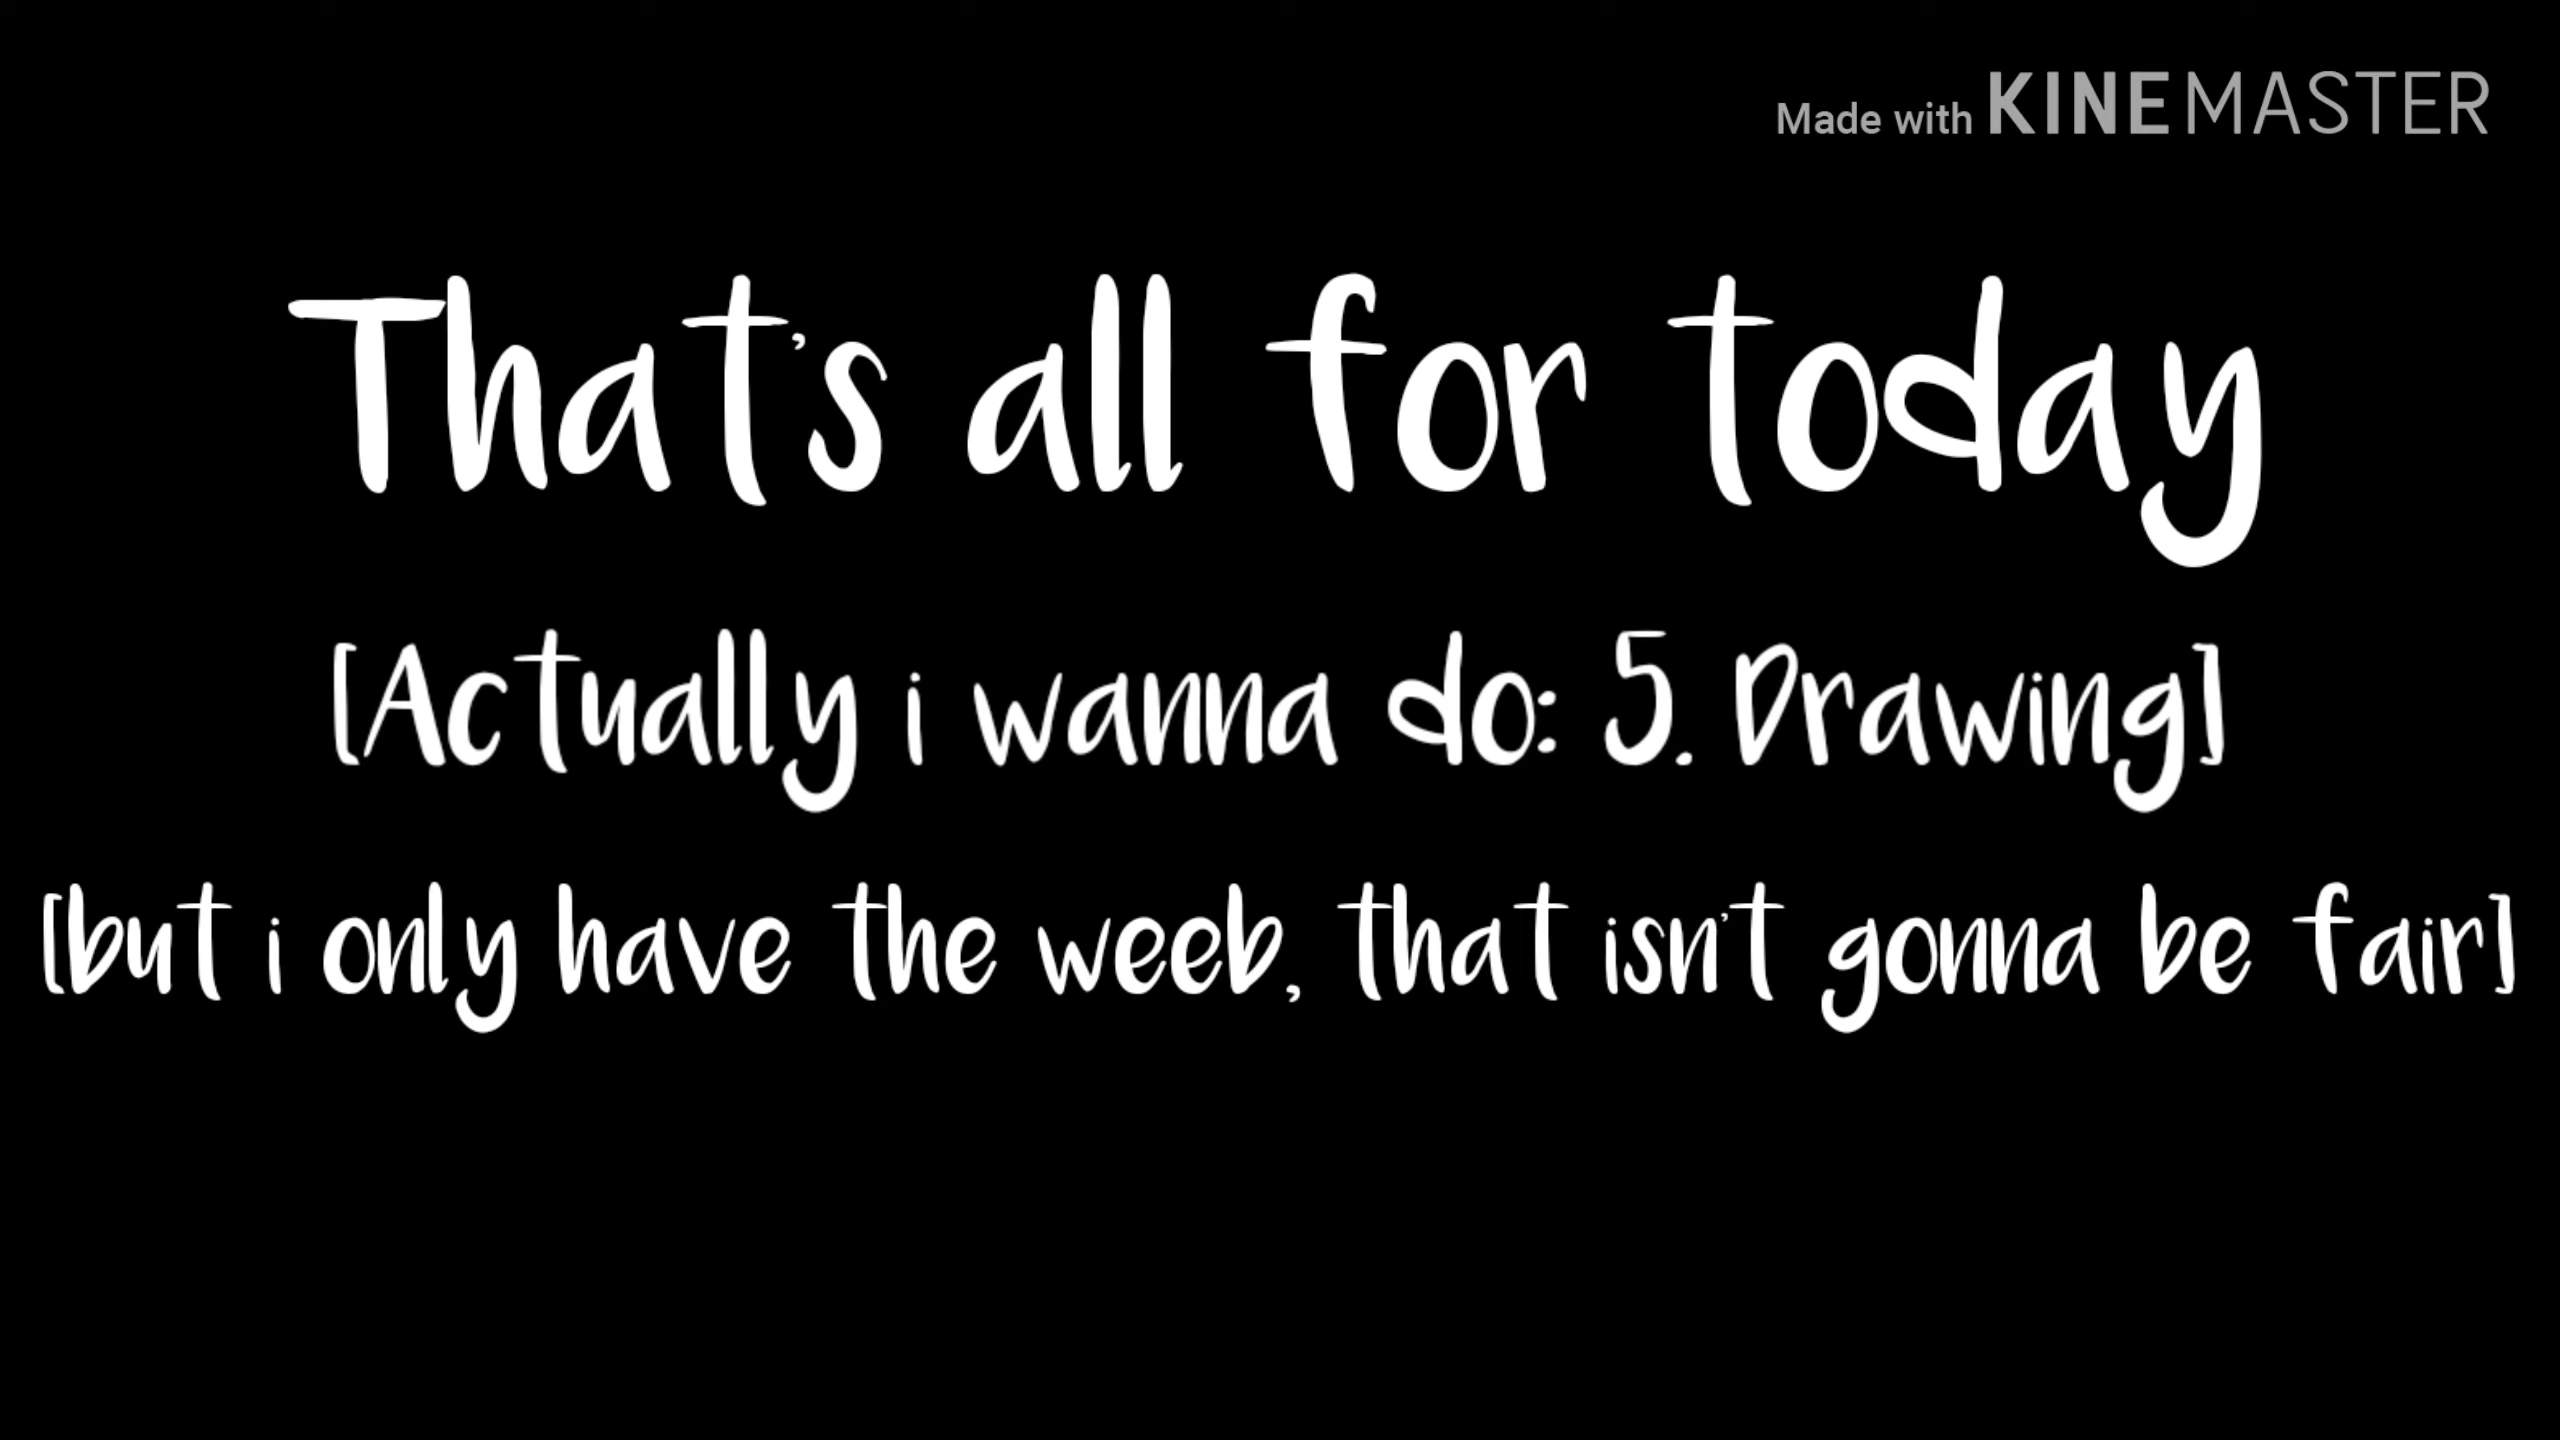 Made with KINEMASTER
That's all for today
[Actually i wanna do: 5. Drawing]
[but i only have the weeb, that isn't gonna be fair]